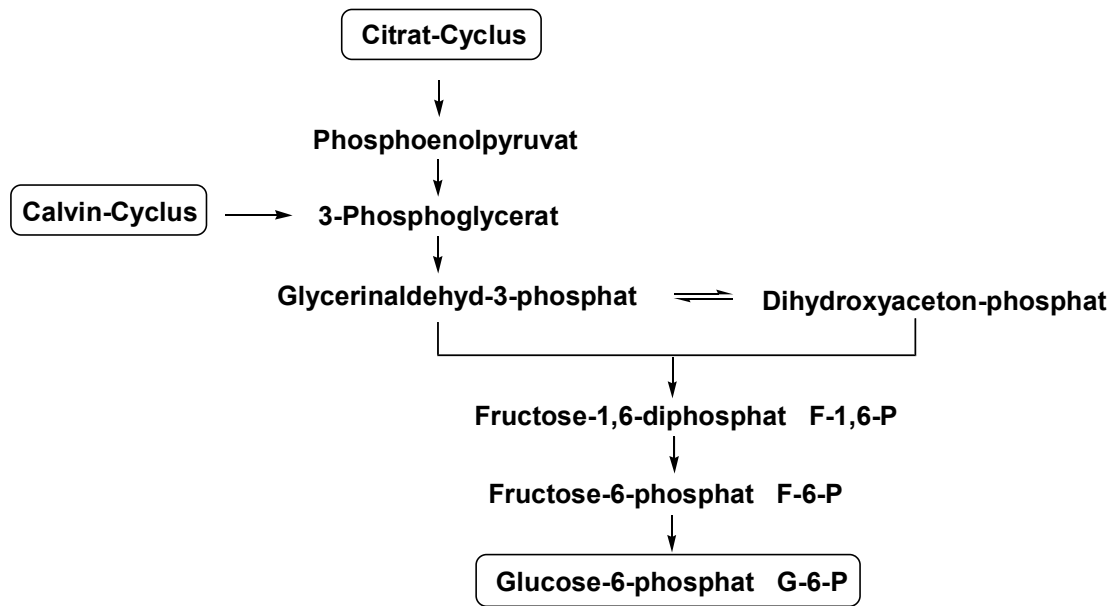 Citrat-Cyclus
Phosphoenolpyruvat
Calvin-Cyclus
3-Phosphoglycerat
Glycerinaldehyd-3-phosphat
Dihydroxyaceton-phosphat
Fructose-1,6-diphosphat F-1,6-P
Fructose-6-phosphat F-6-P
Glucose-6-phosphat G-6-P